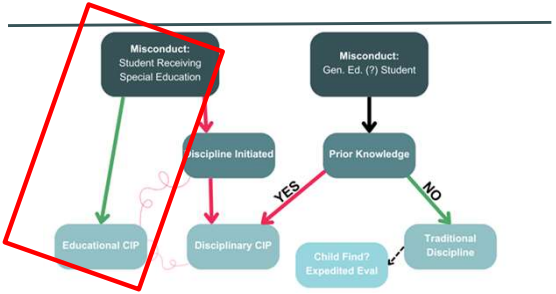 Misconduct:
Student Receiving
Special Education
Misconduct:
Gen. Ed. (?) Student
Discipline Initiated
Prior Knowledge
YES
NO
Educational CIP
Disciplinary CIP
Child Find?
Expedited Eval
Traditional
Discipline